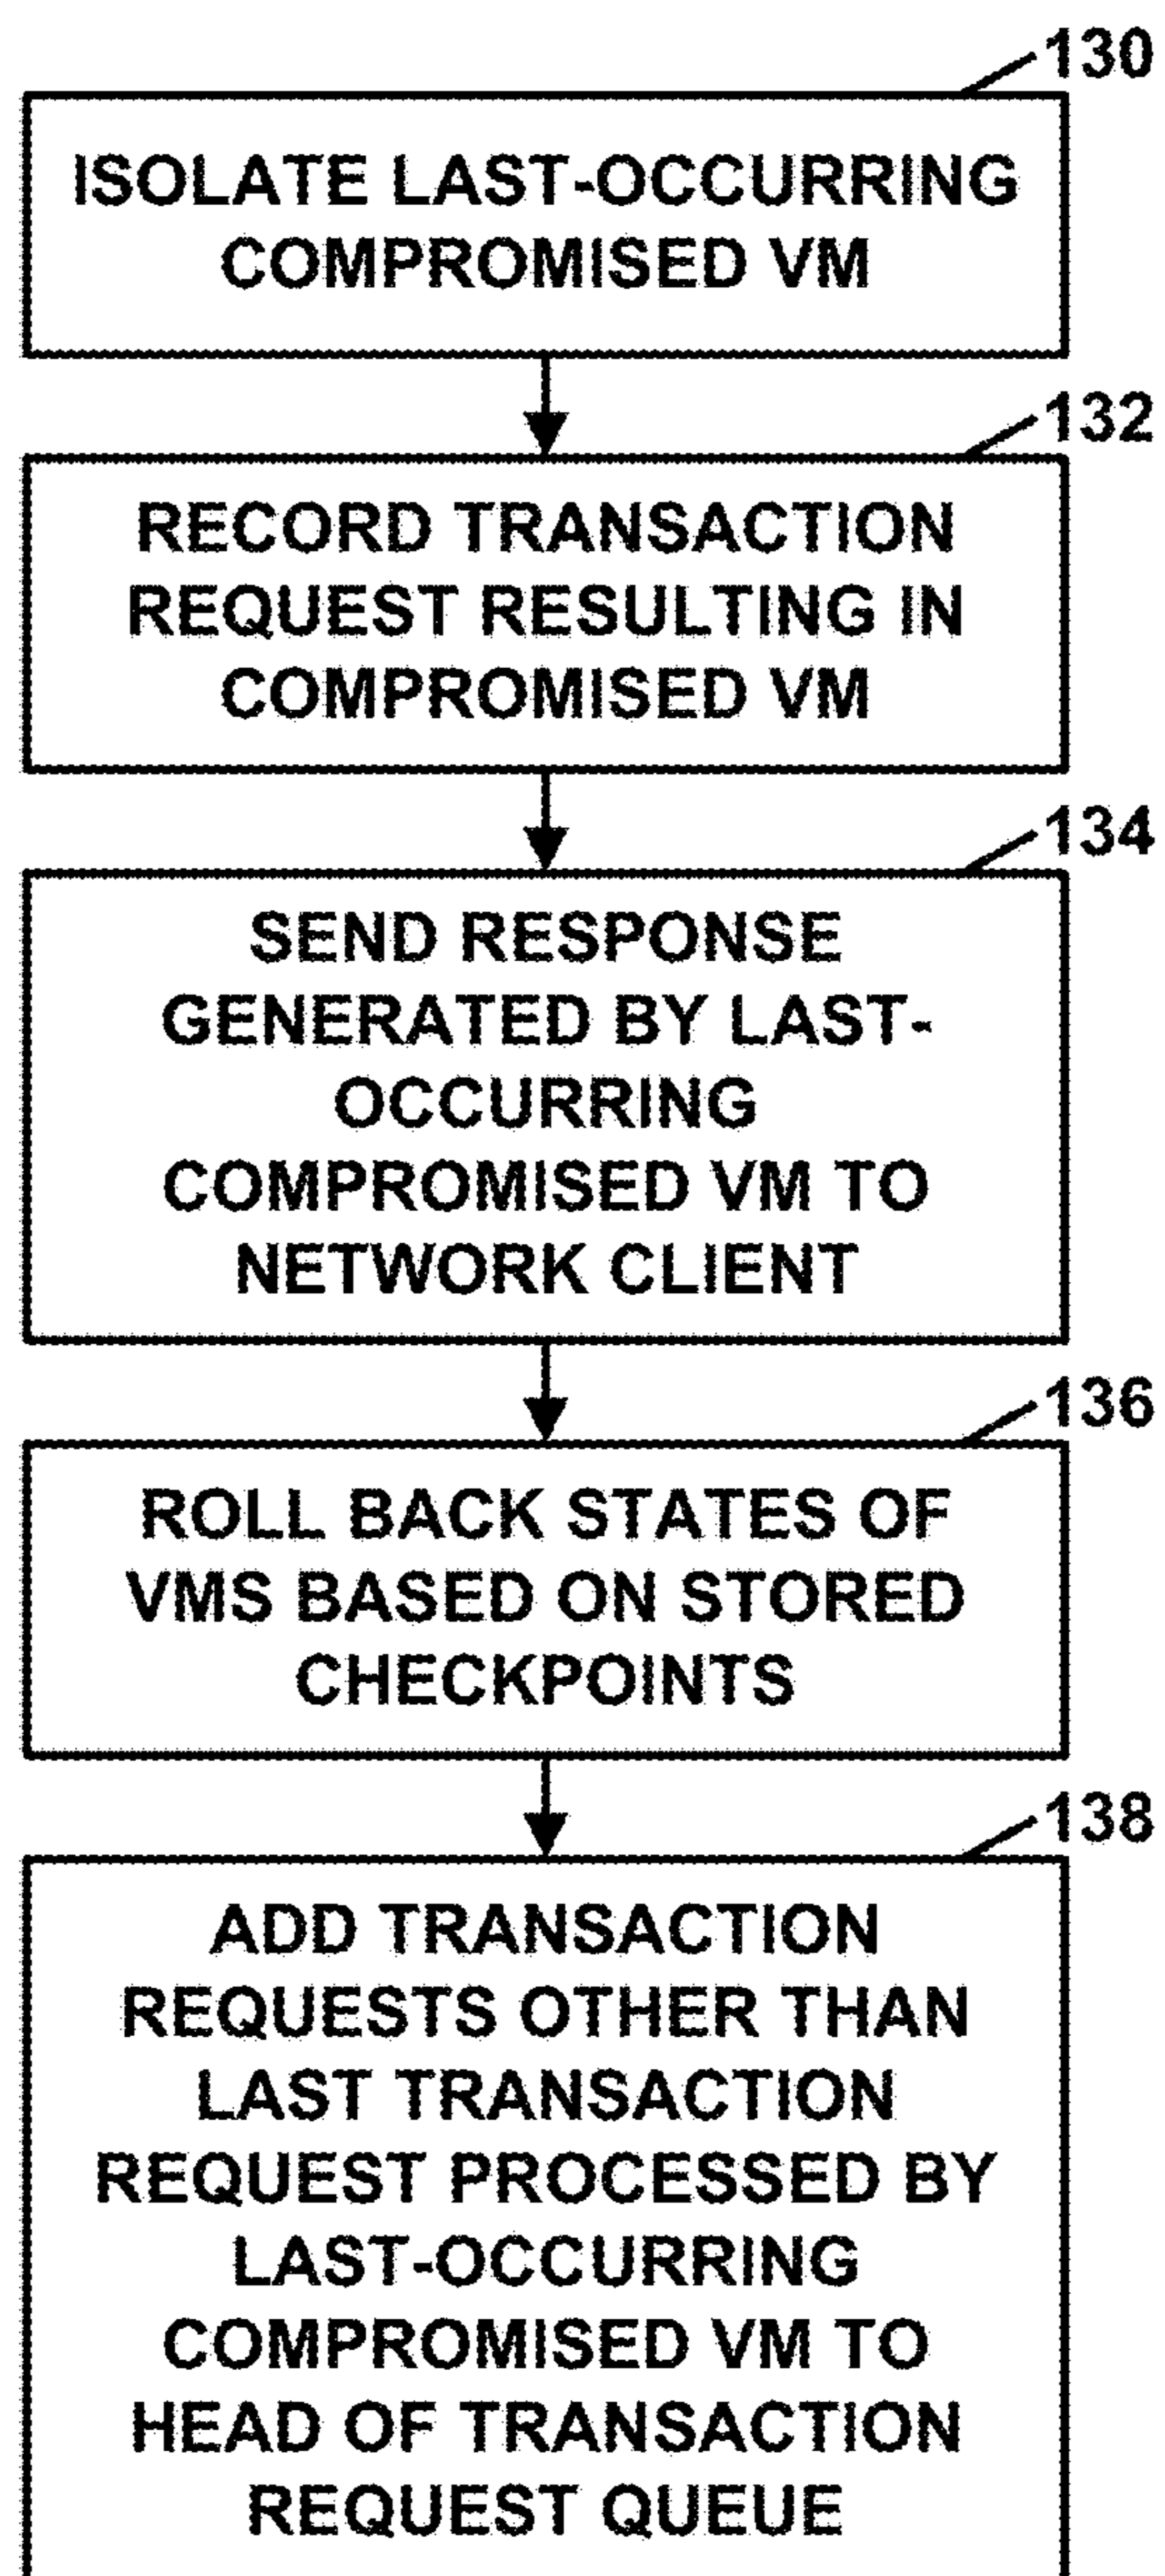 130
ISOLATE LAST-OCCURRING
COMPROMISED VM
132
RECORD TRANSACTION
REQUEST RESULTING IN
COMPROMISED VM
134
SEND RESPONSE
GENERATED BY LAST-
OCCURRING
COMPROMISED VM TO
NETWORK CLIENT
136
ROLL BACK STATES OF
VMS BASED ON STORED
CHECKPOINTS
138
ADD TRANSACTION
REQUESTS OTHER THAN
LAST TRANSACTION
REQUEST PROCESSED BY
LAST-OCCURRING
COMPROMISED VM TO
HEAD OF TRANSACTION
REQUEST QUEUE